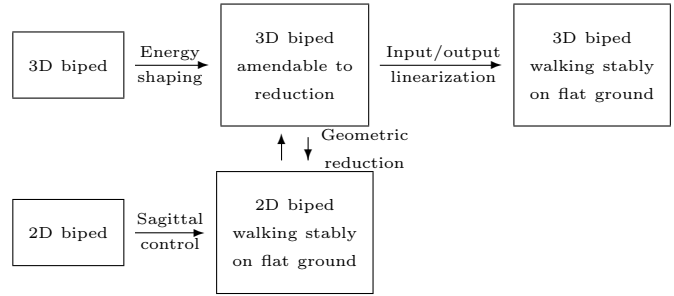 3D biped
Energy
shaping
3D biped
amendable to
reduction
Input/output
linearization
3D biped
walking stably
on flat ground
Geometric
reduction
2D biped
Sagittal
control
2D biped
walking stably
on flat ground